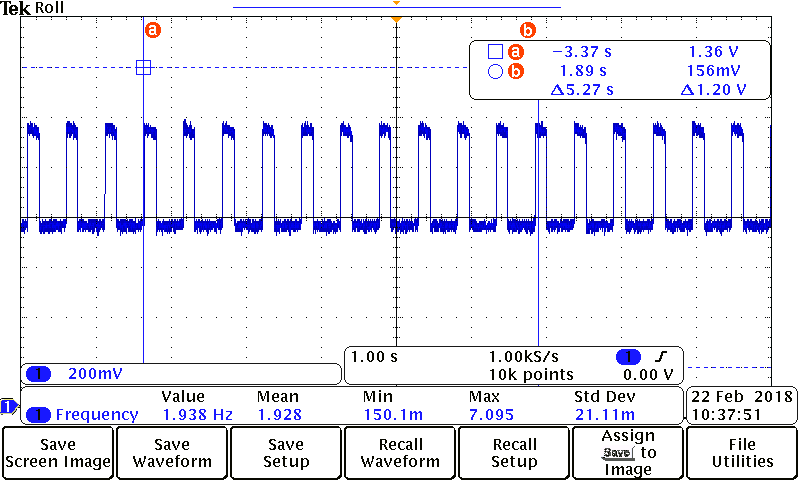 Tek Roll
a
b
a −3.37 s 1.36 V
b 1.89 s 156mV
Δ5.27 s Δ1.20 V
1 200mV
1.00 s 1.00kS/s 1
10k points 0.00 V
1
Value Mean Min Max Std Dev
1 Frequency 1.938 Hz 1.928 150.1m 7.095 21.11m
22 Feb 2018
10:37:51
Save Screen Image
Save Waveform
Save Setup
Recall Waveform
Recall Setup
Assign Save to Image
File Utilities